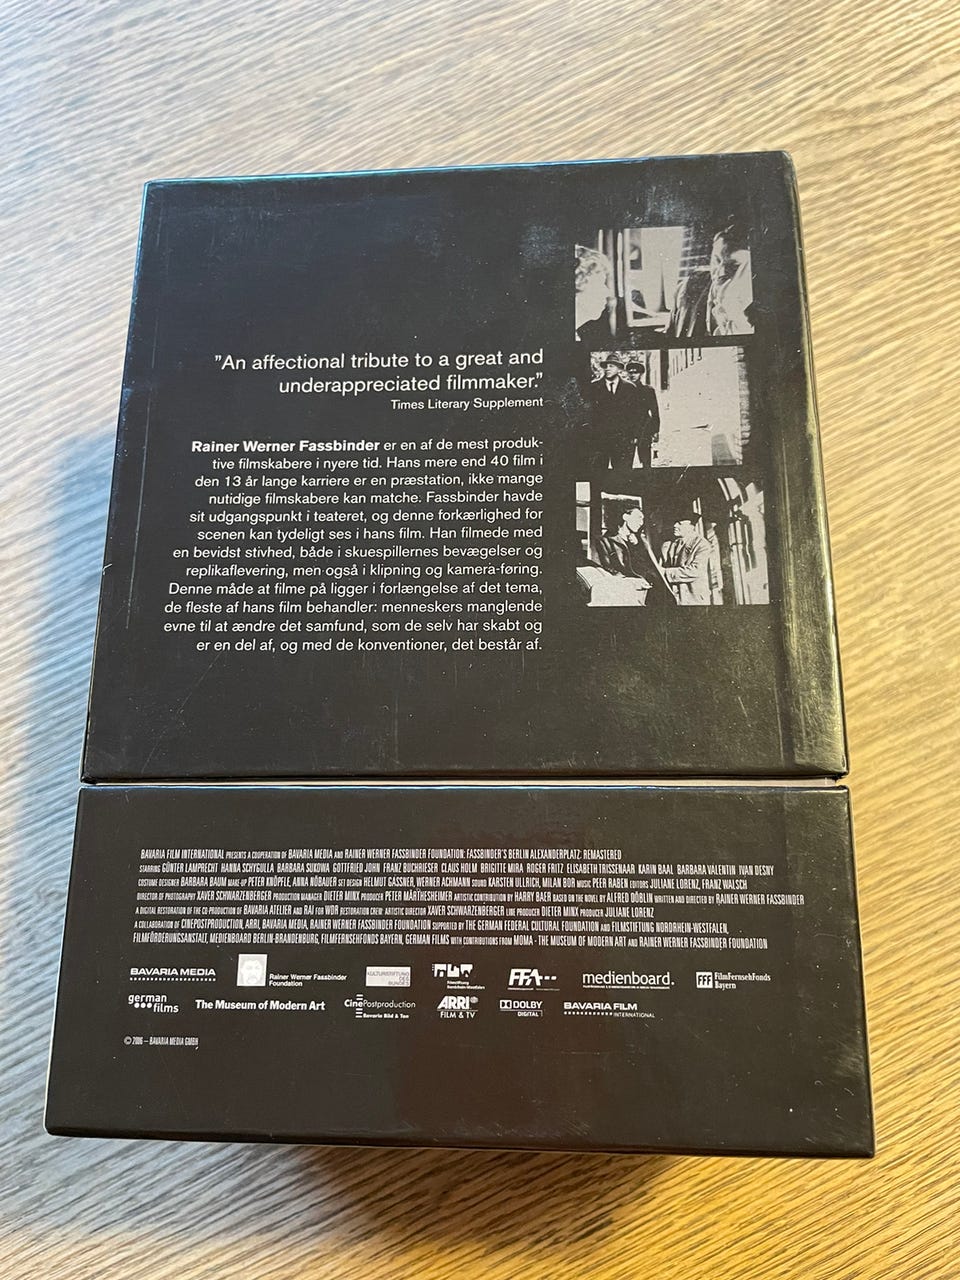 "An affectional tribute to a great and
underappreciated filmmaker."
Times Literary Supplement
Rainer Werner Fassbinder er en af de mest produk-
tive filmskabere i nyere tid. Hans mere end 40 film i
den 13 år lange karriere er en præstation, ikke mange
nutidige filmskabere kan matche. Fassbinder havde
sit udgangspunkt i teateret, og denne forkærlighed for
scenen kan tydeligt ses i hans film. Han filmede med
en bevidst stivhed, både i skuespillernes bevægelser og
replikaflevering, men også i klipning og kamera-føring.
Denne måde at filme på ligger i forlængelse af det tema,
de fleste af hans film behandler: menneskers manglende
evne til at ændre det samfund, som de selv har skabt og
er en del af, og med de konventioner, det består af.
BAVARIA FILM INTERNATIONAL PRESENTS A COOPERATION OF BAVARIA MEDIA AND RAINER WERNER FASSBINDER FOUNDATION: FASSBINDER'S BERLIN ALEXANDERPLATZ: REMASTERED
STARRING GÜNTER LAMPRECHT HANNA SCHYGULLA BARBARA SUKOWA GOTTFRIED JOHN FRANZ BUCHRIESER CLAUS HOLM BRIGITTE MIRA ROGER FRITZ ELISABETH TRISSENAAR KARIN BAAL BARBARA VALENTIN IVAN DESNY
COSTUME DESIGNER BARBARA BAUM MAKE-UP PETER KNÖPFLE, ANNA NÖBAUER SET DESIGN HELMUT GASSNER, WERNER ACHMANN SOUND KARSTEN ULLRICH, MILAN BOR MUSIC PEER RABEN EDITORS JULIANE LORENZ, FRANZ WALSCH
DIRECTOR OF PHOTOGRAPHY XAVER SCHWARZENBERGER PRODUCTION MANAGER DIETER MINX PRODUCER PETER MÄRTHESHEIMER ARTISTIC CONTRIBUTION BY HARRY BAER BASED ON THE NOVEL BY ALFRED DÖBLIN WRITTEN AND DIRECTED BY RAINER WERNER FASSBINDER
A DIGITAL RESTORATION OF THE CO-PRODUCTION OF BAVARIA ATELIER AND RAI FOR WDR RESTORATION CREW: ARTISTIC DIRECTOR XAVER SCHWARZENBERGER LINE PRODUCER DIETER MINX PRODUCER JULIANE LORENZ
A COLLABORATION OF CINEPOSTPRODUCTION, ARRI, BAVARIA MEDIA, RAINER WERNER FASSBINDER FOUNDATION SUPPORTED BY THE GERMAN FEDERAL CULTURAL FOUNDATION AND FILMSTIFTUNG NORDRHEIN-WESTFALEN,
FILMFÖRDERUNGSANSTALT, MEDIENBOARD BERLIN-BRANDENBURG, FILMFERNSEHFONDS BAYERN, GERMAN FILMS WITH CONTRIBUTIONS FROM MOMA - THE MUSEUM OF MODERN ART AND RAINER WERNER FASSBINDER FOUNDATION
BAVARIA MEDIA
Rainer Werner Fassbinder
Foundation
KULTURSTIFTUNG
DES
BUNDES
Filmstiftung
Nordrhein-Westfalen
FFA
medienboard.
FFF FilmFernsehFonds
Bayern
german
films
The Museum of Modern Art
CinePostproduction
Bavaria Bild & Ton
ARRI
FILM & TV
DOLBY
DIGITAL
BAVARIA FILM
INTERNATIONAL
© 2006 – BAVARIA MEDIA GMBH